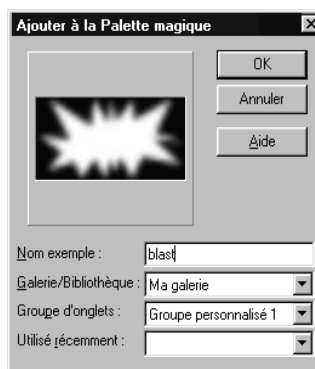 Ajouter à la Palette magique
OK
Annuler
Aide
Nom exemple : blast
Galerie/Bibliothèque : Ma galerie
Groupe d'onglets : Groupe personnalisé 1
Utilisé récemment :